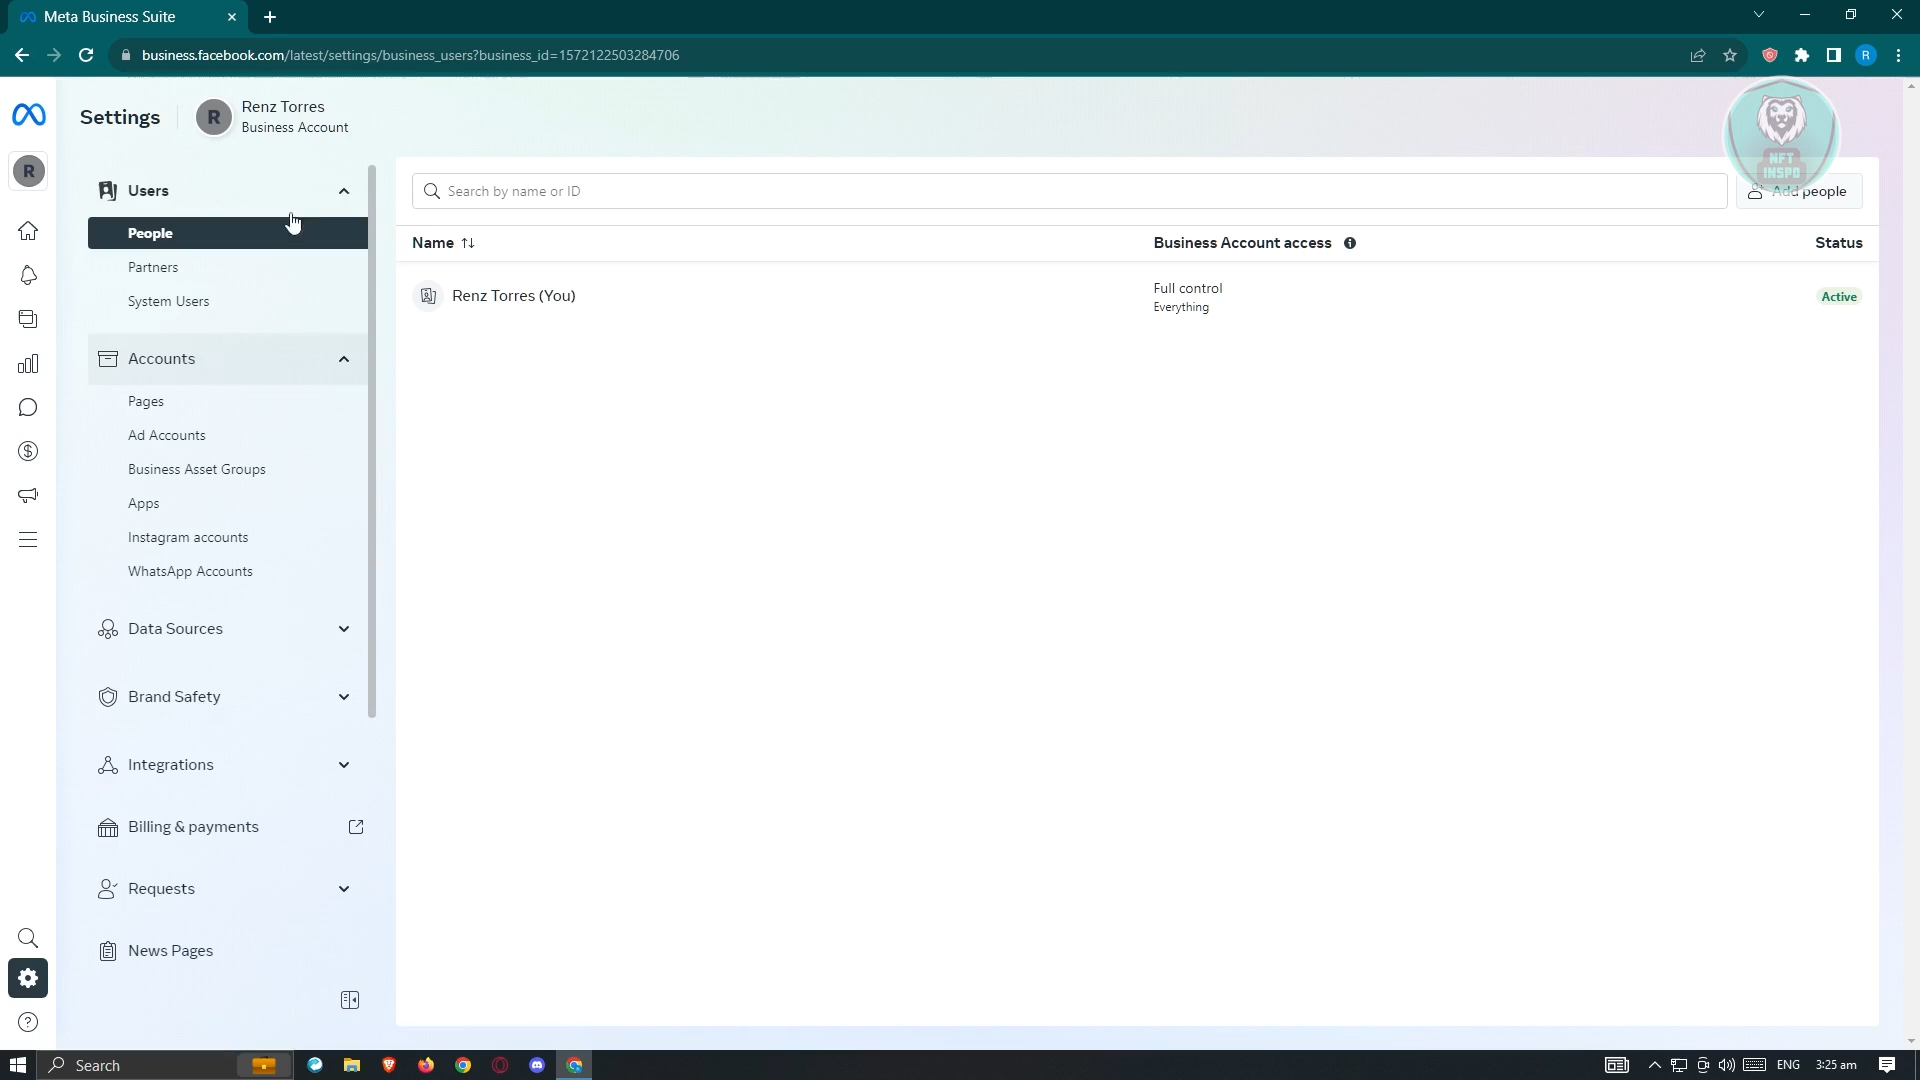 Meta Business Suite
business.facebook.com/latest/settings/business_users?business_id=1572122503284706
R
Settings
R
Renz Torres
Business Account
NFT
INSPO
R
Users
People
Partners
System Users
Accounts
Pages
Ad Accounts
Business Asset Groups
Apps
Instagram accounts
WhatsApp Accounts
Data Sources
Brand Safety
Integrations
Billing & payments
Requests
News Pages
Search by name or ID
Add people
Name
Business Account access
Status
Renz Torres (You)
Full control
Everything
Active
Search
ENG
3:25 am